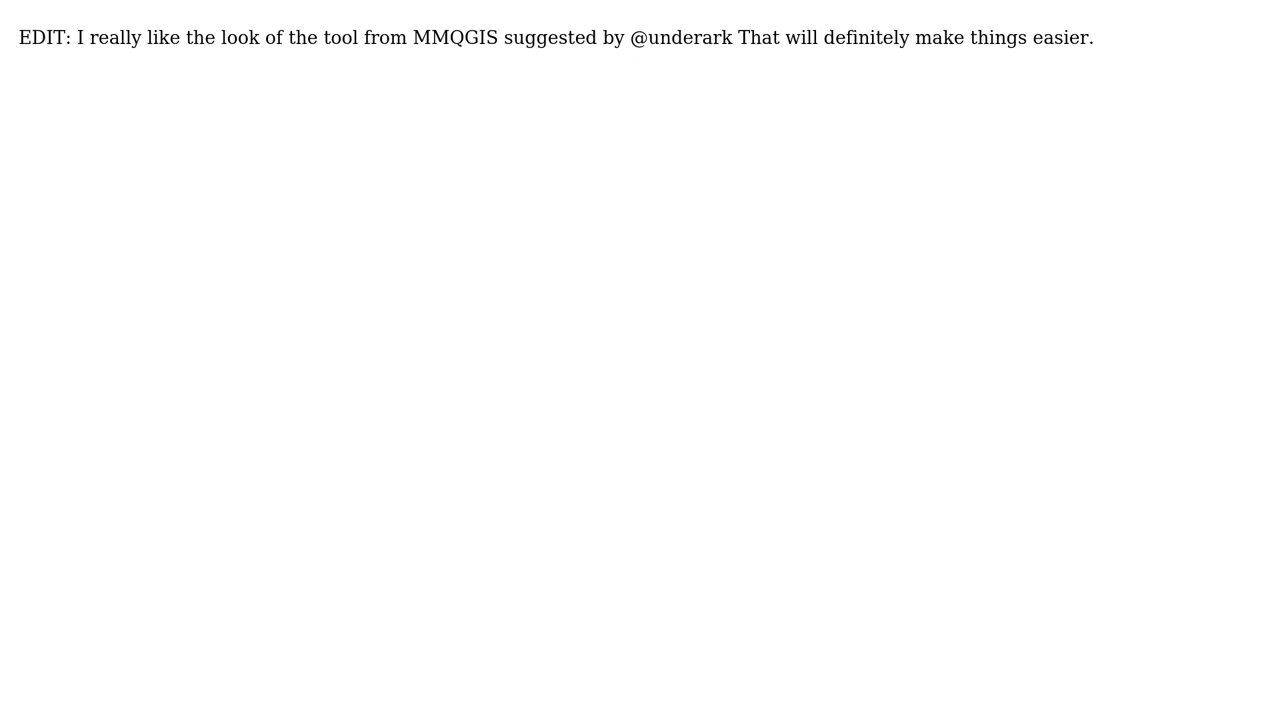 EDIT: I really like the look of the tool from MMQGIS suggested by @underark That will definitely make things easier.